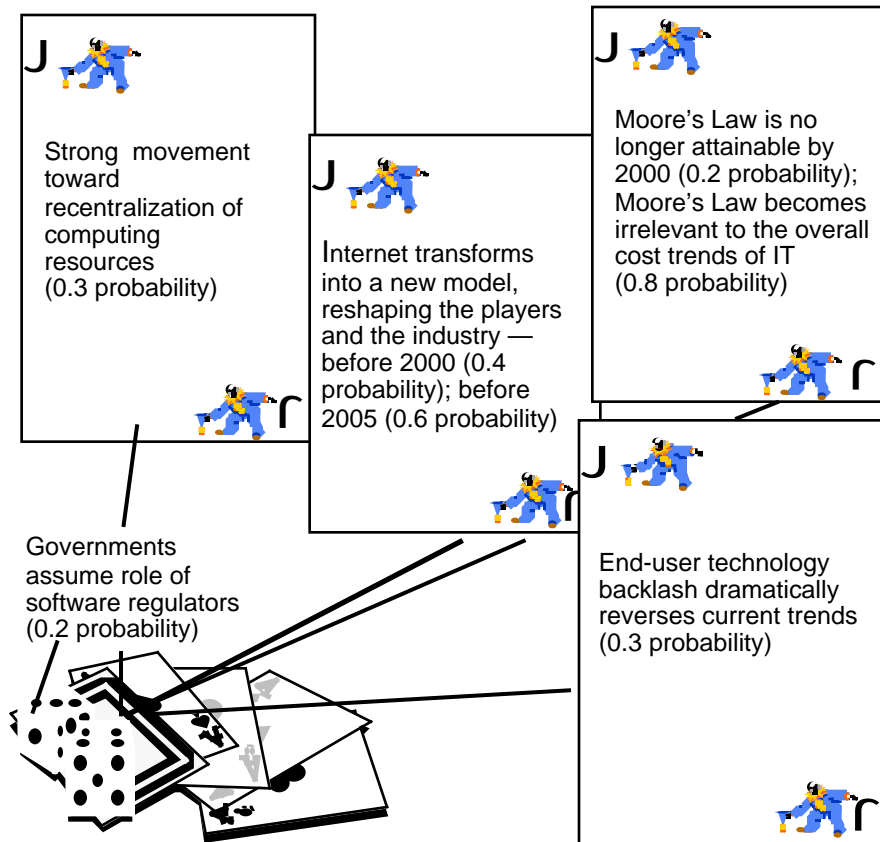 J
Strong movement
toward
recentralization of
computing
resources
(0.3 probability)
J
J
Internet transforms
into a new model,
reshaping the players
and the industry —
before 2000 (0.4
probability); before
2005 (0.6 probability)
J
J
Moore’s Law is no
longer attainable by
2000 (0.2 probability);
Moore’s Law becomes
irrelevant to the overall
cost trends of IT
(0.8 probability)
J
Governments
assume role of
software regulators
(0.2 probability)
J
End-user technology
backlash dramatically
reverses current trends
(0.3 probability)
J